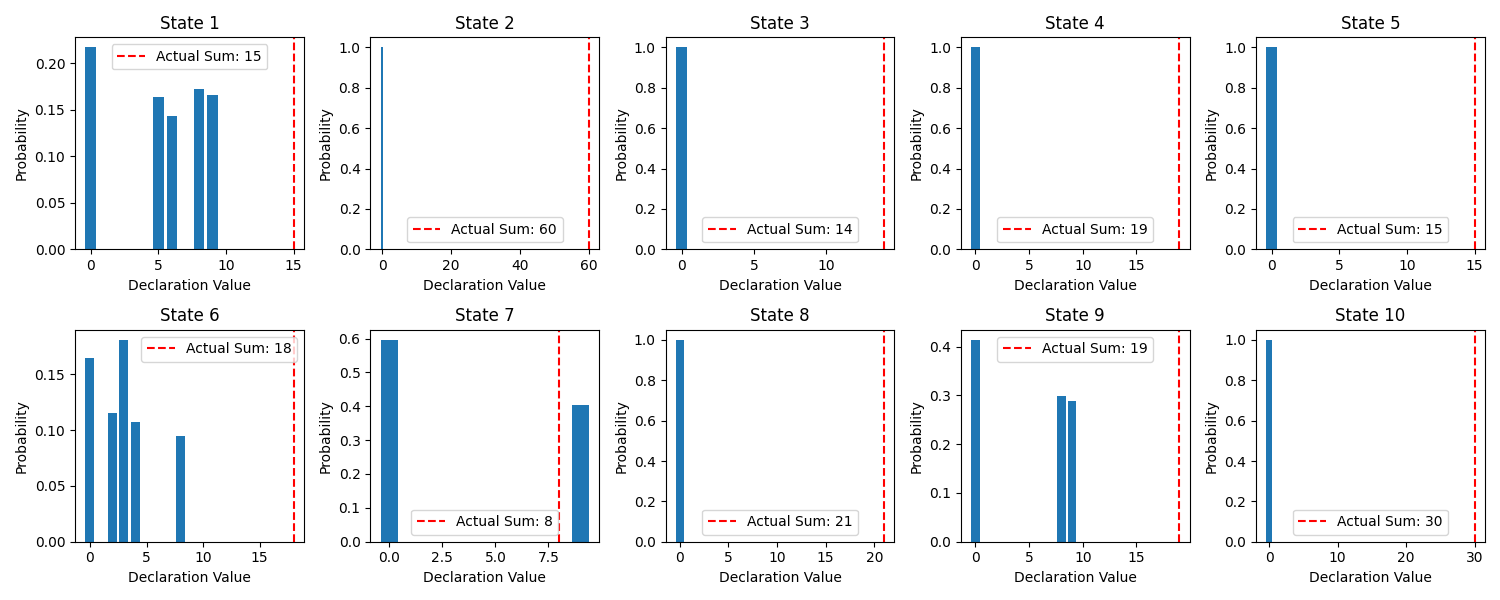 State 1
State 2
State 3
State 4
State 5
Probability
0.20
0.15
0.10
0.05
0.00
Actual Sum: 15
0
5
10
15
Declaration Value
Probability
1.0
0.8
0.6
0.4
0.2
0.0
Actual Sum: 60
0
20
40
60
Declaration Value
Probability
1.0
0.8
0.6
0.4
0.2
0.0
Actual Sum: 14
0
5
10
Declaration Value
Probability
1.0
0.8
0.6
0.4
0.2
0.0
Actual Sum: 19
0
5
10
15
Declaration Value
Probability
1.0
0.8
0.6
0.4
0.2
0.0
Actual Sum: 15
0
5
10
15
Declaration Value
State 6
State 7
State 8
State 9
State 10
Probability
0.15
0.10
0.05
0.00
Actual Sum: 18
0
5
10
15
Declaration Value
Probability
0.6
0.5
0.4
0.3
0.2
0.1
0.0
Actual Sum: 8
0.0
2.5
5.0
7.5
Declaration Value
Probability
1.0
0.8
0.6
0.4
0.2
0.0
Actual Sum: 21
0
5
10
15
20
Declaration Value
Probability
0.4
0.3
0.2
0.1
0.0
Actual Sum: 19
0
5
10
15
Declaration Value
Probability
1.0
0.8
0.6
0.4
0.2
0.0
Actual Sum: 30
0
10
20
30
Declaration Value